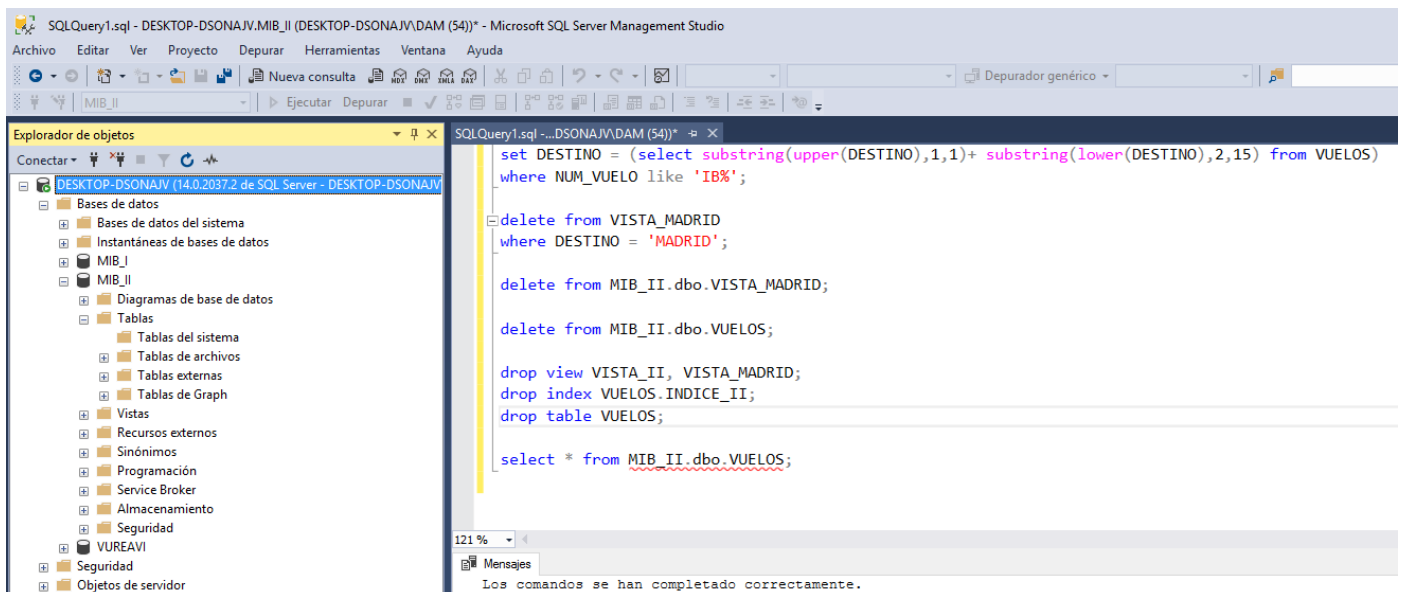 SQLQuery1.sql - DESKTOP-DSONAJV.MIB_II (DESKTOP-DSONAJV\DAM (54))* - Microsoft SQL Server Management Studio
Archivo Editar Ver Proyecto Depurar Herramientas Ventana Ayuda
Nueva consulta MDX DMX XMLA DAX Depurador genérico
MIB_II Ejecutar Depurar
Explorador de objetos
Conectar
DESKTOP-DSONAJV (14.0.2037.2 de SQL Server - DESKTOP-DSONAJV
Bases de datos
Bases de datos del sistema
Instantáneas de bases de datos
MIB_I
MIB_II
Diagramas de base de datos
Tablas
Tablas del sistema
Tablas de archivos
Tablas externas
Tablas de Graph
Vistas
Recursos externos
Sinónimos
Programación
Service Broker
Almacenamiento
Seguridad
VUREAVI
Seguridad
Objetos de servidor
SQLQuery1.sql -...DSONAJV\DAM (54))*
set DESTINO = (select substring(upper(DESTINO),1,1)+ substring(lower(DESTINO),2,15) from VUELOS)
where NUM_VUELO like 'IB%';
delete from VISTA_MADRID
where DESTINO = 'MADRID';
delete from MIB_II.dbo.VISTA_MADRID;
delete from MIB_II.dbo.VUELOS;
drop view VISTA_II, VISTA_MADRID;
drop index VUELOS.INDICE_II;
drop table VUELOS;
select * from MIB_II.dbo.VUELOS;
121 %
Mensajes
Los comandos se han completado correctamente.